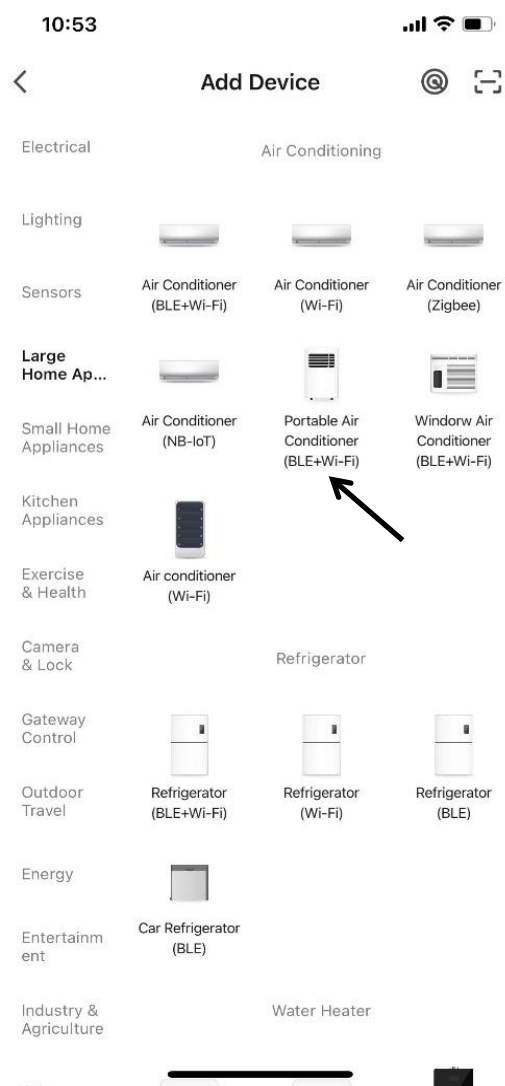 10:53
Add Device
Electrical
Lighting
Sensors
Large
Home Ap...
Small Home
Appliances
Kitchen
Appliances
Exercise
& Health
Camera
& Lock
Gateway
Control
Outdoor
Travel
Energy
Entertainm
ent
Industry &
Agriculture
Air Conditioning
Air Conditioner
(BLE+Wi-Fi)
Air Conditioner
(Wi-Fi)
Air Conditioner
(Zigbee)
Air Conditioner
(NB-IoT)
Portable Air
Conditioner
(BLE+Wi-Fi)
Windorw Air
Conditioner
(BLE+Wi-Fi)
Air conditioner
(Wi-Fi)
Refrigerator
Refrigerator
(BLE+Wi-Fi)
Refrigerator
(Wi-Fi)
Refrigerator
(BLE)
Car Refrigerator
(BLE)
Water Heater